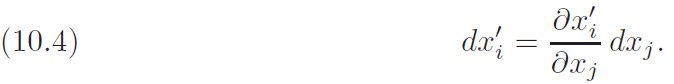 (10.4) dx'_i = \frac{\partial x'_i}{\partial x_j} dx_j.